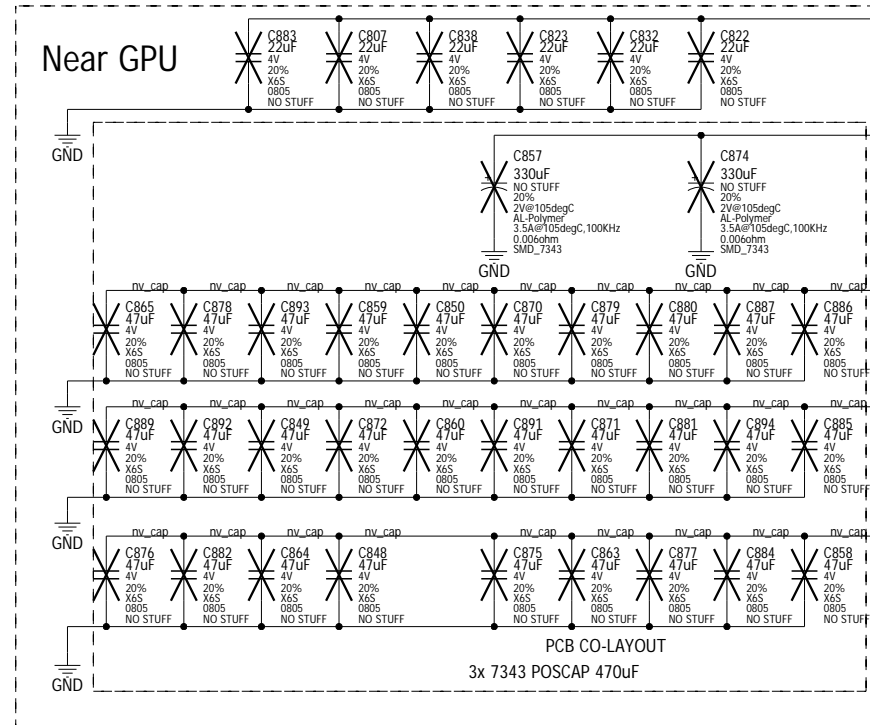 Near GPU
C883 C807 C838 C823 C832 C822
22uF 22uF 22uF 22uF 22uF 22uF
4V 4V 4V 4V 4V 4V
20% 20% 20% 20% 20% 20%
X6S X6S X6S X6S X6S X6S
0805 0805 0805 0805 0805 0805
NO STUFF NO STUFF NO STUFF NO STUFF NO STUFF NO STUFF
GND
C857 C874
330uF 330uF
NO STUFF NO STUFF
20% 20%
2V@105degC 2V@105degC
AL-Polymer AL-Polymer
3.5A@105degC,100KHz 3.5A@105degC,100KHz
0.006ohm 0.006ohm
SMD_7343 SMD_7343
GND GND
nv_cap nv_cap nv_cap nv_cap nv_cap nv_cap nv_cap nv_cap nv_cap nv_cap
C865 C878 C893 C859 C850 C870 C879 C880 C887 C886
47uF 47uF 47uF 47uF 47uF 47uF 47uF 47uF 47uF 47uF
4V 4V 4V 4V 4V 4V 4V 4V 4V 4V
20% 20% 20% 20% 20% 20% 20% 20% 20% 20%
X6S X6S X6S X6S X6S X6S X6S X6S X6S X6S
0805 0805 0805 0805 0805 0805 0805 0805 0805 0805
NO STUFF NO STUFF NO STUFF NO STUFF NO STUFF NO STUFF NO STUFF NO STUFF NO STUFF NO STUFF
GND
nv_cap nv_cap nv_cap nv_cap nv_cap nv_cap nv_cap nv_cap nv_cap nv_cap
C889 C892 C849 C872 C860 C891 C871 C881 C894 C885
47uF 47uF 47uF 47uF 47uF 47uF 47uF 47uF 47uF 47uF
4V 4V 4V 4V 4V 4V 4V 4V 4V 4V
20% 20% 20% 20% 20% 20% 20% 20% 20% 20%
X6S X6S X6S X6S X6S X6S X6S X6S X6S X6S
0805 0805 0805 0805 0805 0805 0805 0805 0805 0805
NO STUFF NO STUFF NO STUFF NO STUFF NO STUFF NO STUFF NO STUFF NO STUFF NO STUFF NO STUFF
GND
nv_cap nv_cap nv_cap nv_cap nv_cap nv_cap nv_cap nv_cap nv_cap
C876 C882 C864 C848 C875 C863 C877 C884 C858
47uF 47uF 47uF 47uF 47uF 47uF 47uF 47uF 47uF
4V 4V 4V 4V 4V 4V 4V 4V 4V
20% 20% 20% 20% 20% 20% 20% 20% 20%
X6S X6S X6S X6S X6S X6S X6S X6S X6S
0805 0805 0805 0805 0805 0805 0805 0805 0805
NO STUFF NO STUFF NO STUFF NO STUFF NO STUFF NO STUFF NO STUFF NO STUFF NO STUFF
GND
PCB CO-LAYOUT
3x 7343 POSCAP 470uF